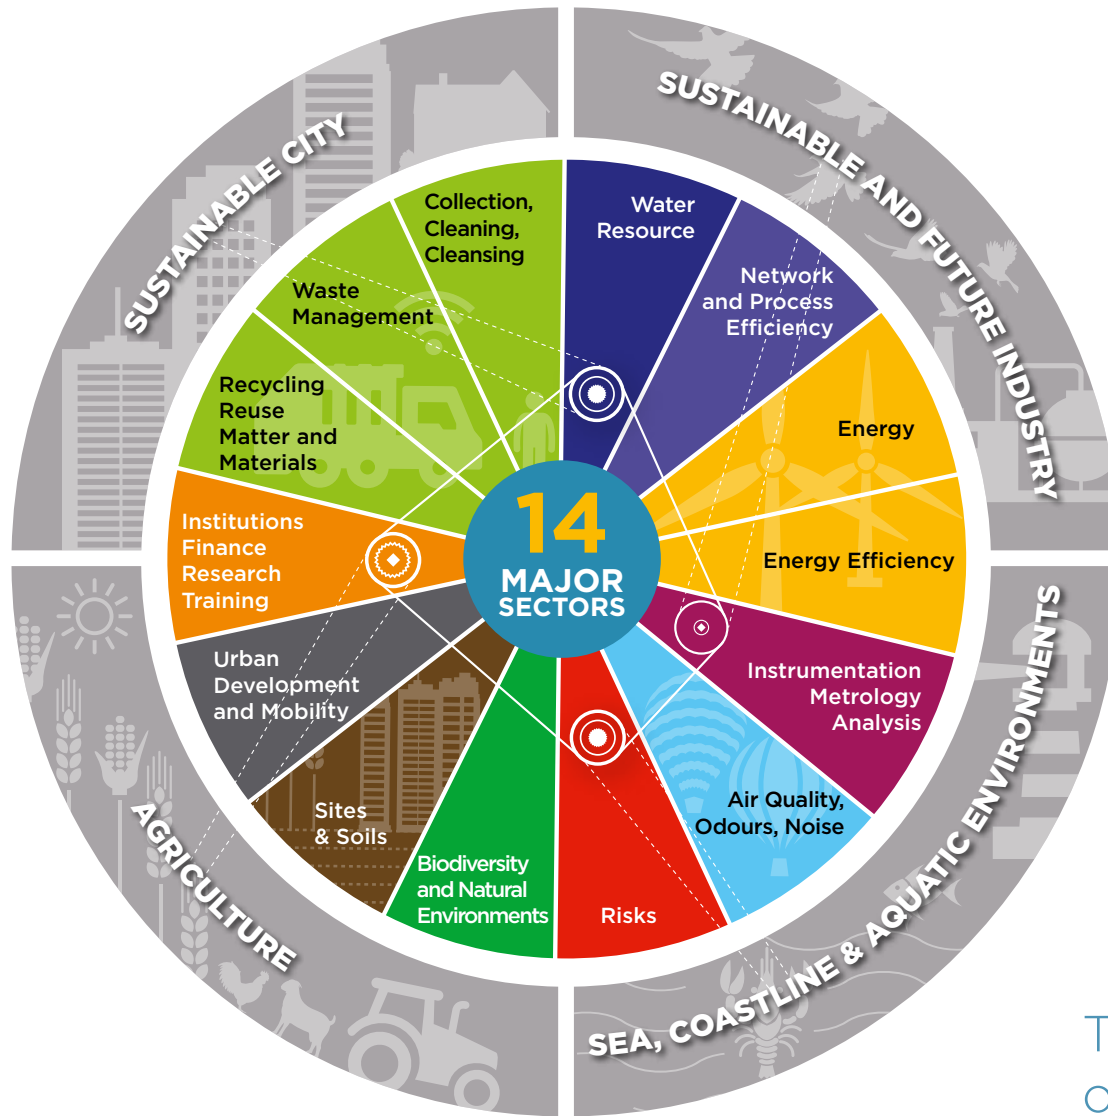 SUSTAINABLE CITY
SUSTAINABLE AND FUTURE INDUSTRY
Collection,
Cleaning,
Cleansing
Water
Resource
Waste
Management
Network
and Process
Efficiency
Recycling
Reuse
Matter and
Materials
Energy
Institutions
Finance
Research
Training
14
MAJOR
SECTORS
Energy Efficiency
Urban
Development
and Mobility
Instrumentation
Metrology
Analysis
Sites
& Soils
Air Quality,
Odours, Noise
Biodiversity
and Natural
Environments
Risks
AGRICULTURE
SEA, COASTLINE & AQUATIC ENVIRONMENTS